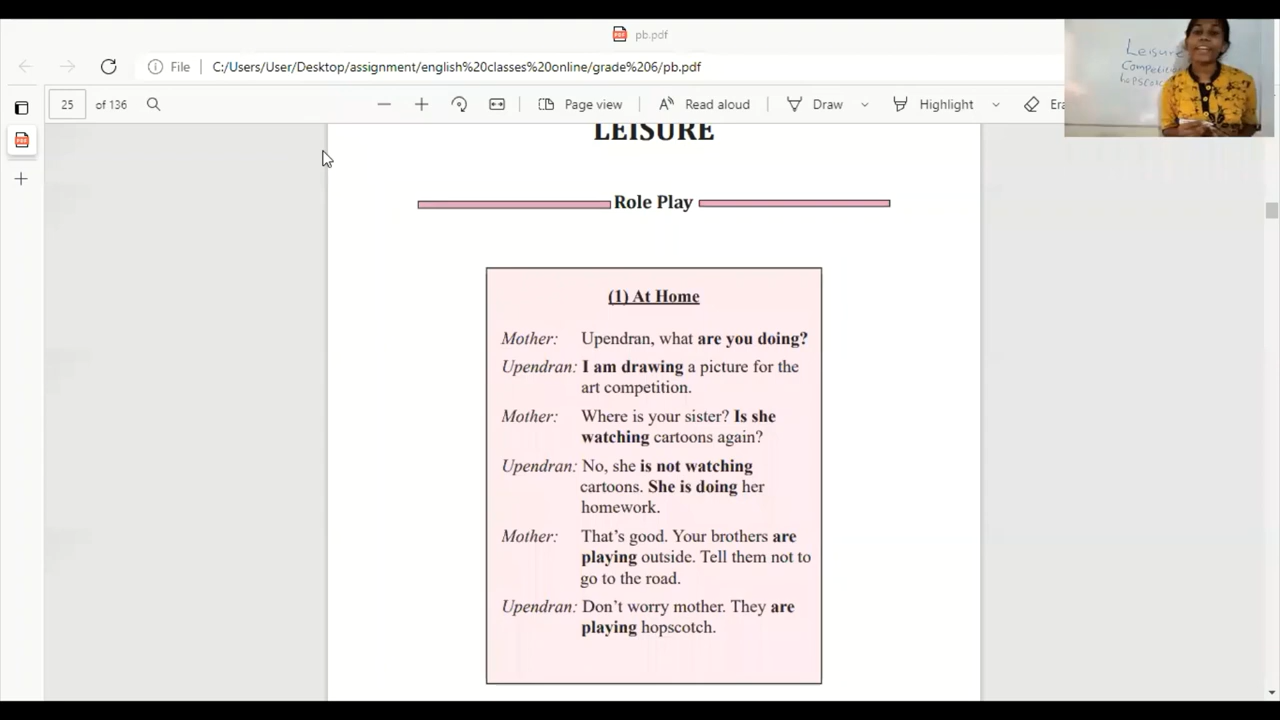 pb.pdf
File C:/Users/User/Desktop/assignment/english%20classes%20online/grade%206/pb.pdf
25 of 136 Page view Read aloud Draw Highlight Era
Leisure
Competition
hopscotch
LEISURE
Role Play
(1) At Home
Mother: Upendran, what are you doing?
Upendran: I am drawing a picture for the
art competition.
Mother: Where is your sister? Is she
watching cartoons again?
Upendran: No, she is not watching
cartoons. She is doing her
homework.
Mother: That's good. Your brothers are
playing outside. Tell them not to
go to the road.
Upendran: Don't worry mother. They are
playing hopscotch.